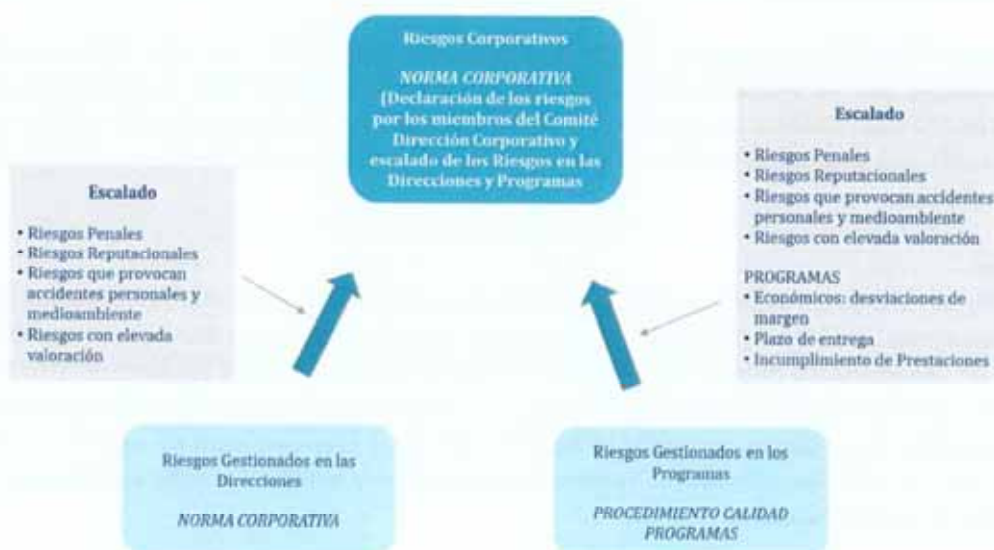 Riesgos Corporativos
NORMA CORPORATIVA
(Declaración de los riesgos
por los miembros del Comité
Dirección Corporativo y
escalado de los Riesgos en las
Direcciones y Programas
Escalado
• Riesgos Penales
• Riesgos Reputacionales
• Riesgos que provocan
accidentes personales y
medioambiente
• Riesgos con elevada
valoración
Escalado
• Riesgos Penales
• Riesgos Reputacionales
• Riesgos que provocan accidentes
personales y medioambiente
• Riesgos con elevada valoración
PROGRAMAS
• Económicos: desviaciones de
margen
• Plazo de entrega
• Incumplimiento de Prestaciones
Riesgos Gestionados en las
Direcciones
NORMA CORPORATIVA
Riesgos Gestionados en los
Programas
PROCEDIMIENTO CALIDAD
PROGRAMAS